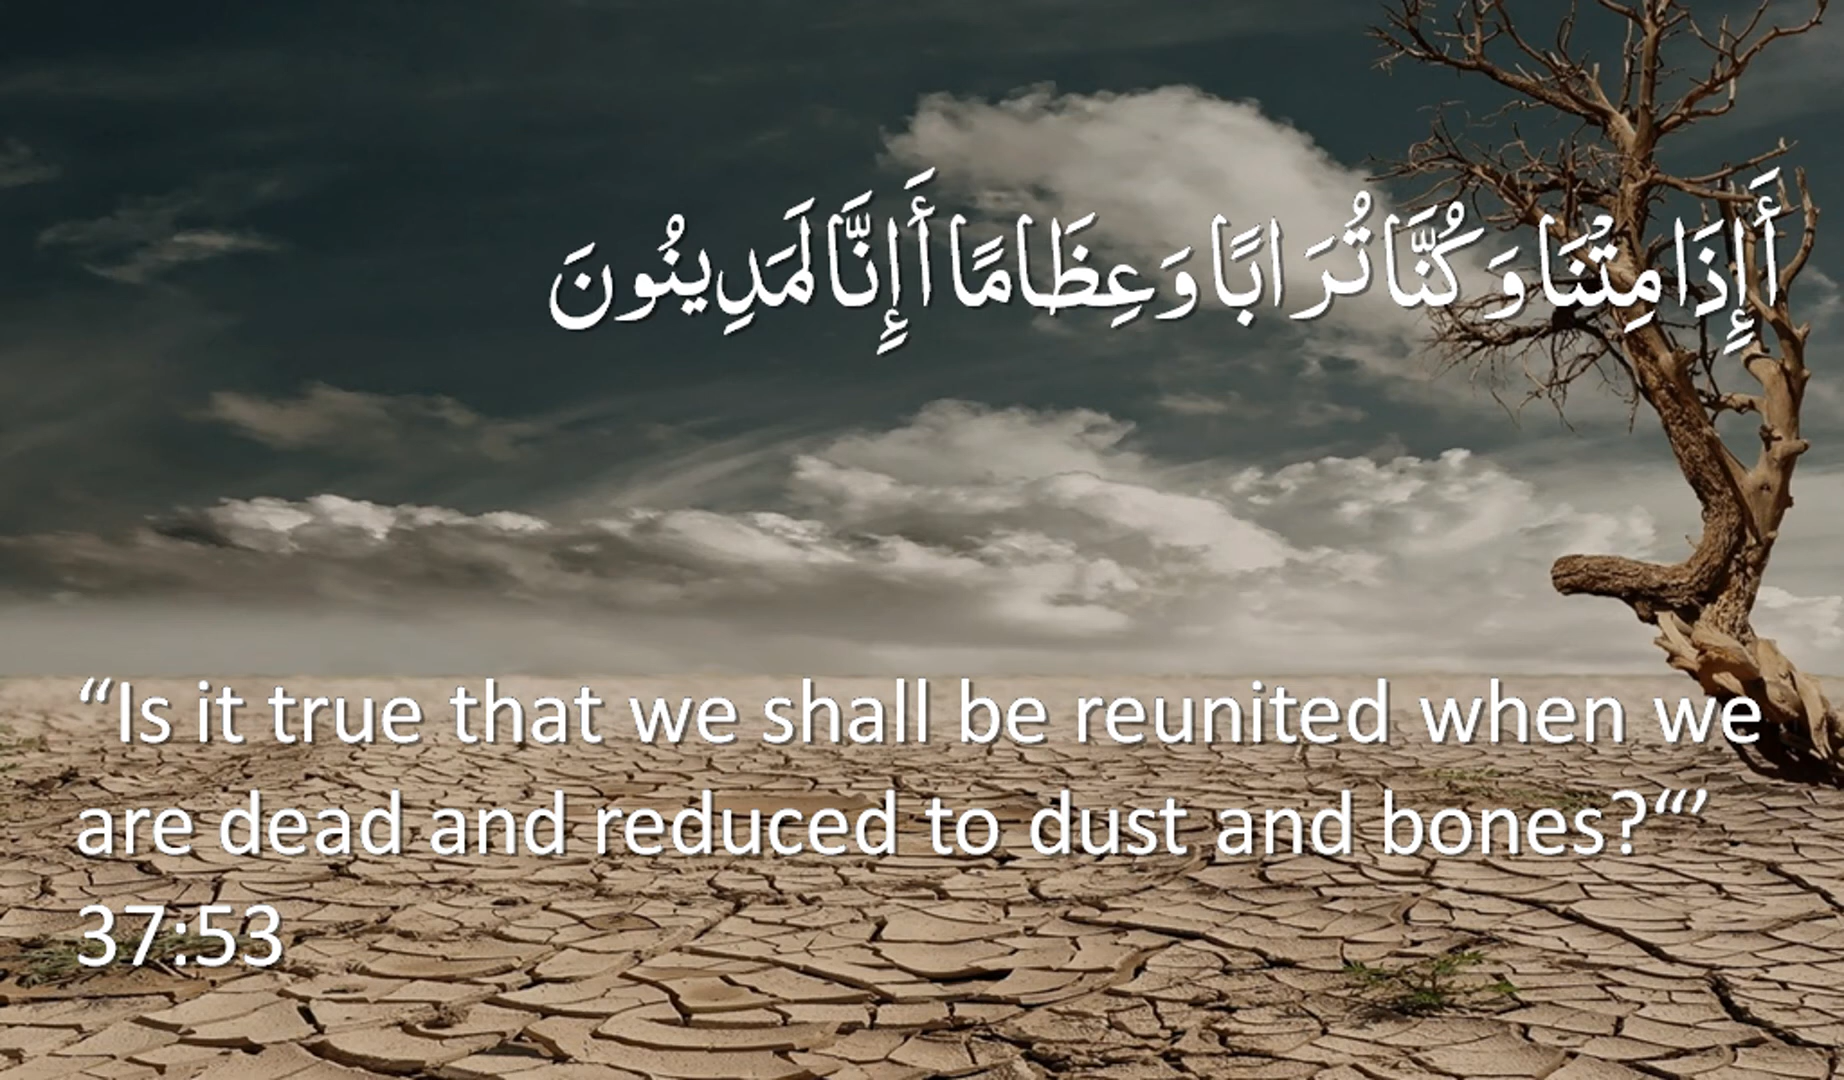 أَإِذَا مِتْنَا وَكُنَّا تُرَابًا وَعِظَامًا أَإِنَّا لَمَدِينُونَ
“Is it true that we shall be reunited when we
are dead and reduced to dust and bones?“’
37:53